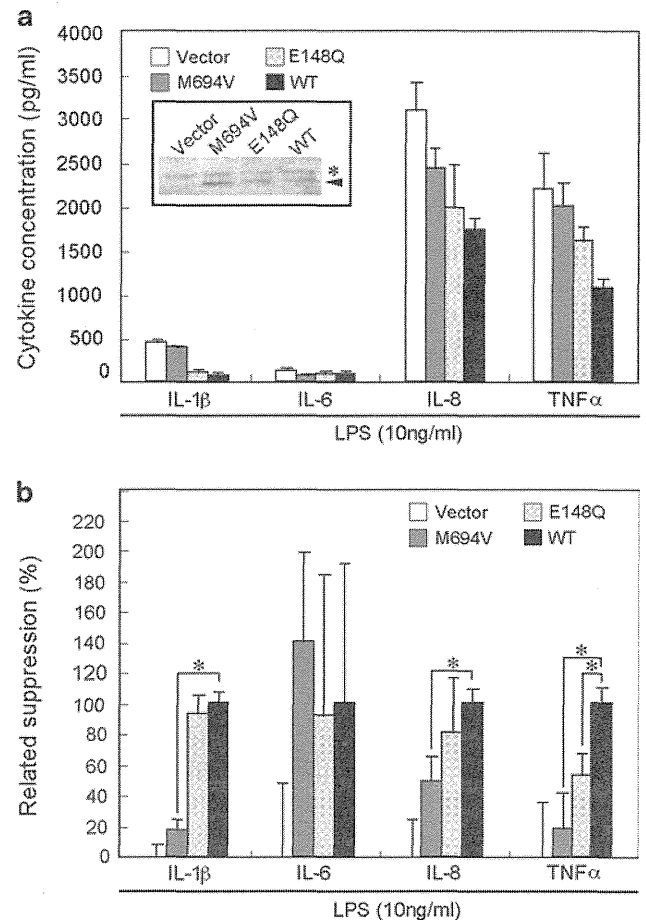 a
Cytokine concentration (pg/ml)
4000
3500
3000
2500
2000
1500
1000
500
0
Vector
E148Q
M694V
WT
Vector
M694V
E148Q
WT
*
IL-1β
IL-6
IL-8
TNFα
LPS (10ng/ml)
b
Related suppression (%)
220
200
180
160
140
120
100
80
60
40
20
0
Vector
E148Q
M694V
WT
*
*
*
*
IL-1β
IL-6
IL-8
TNFα
LPS (10ng/ml)